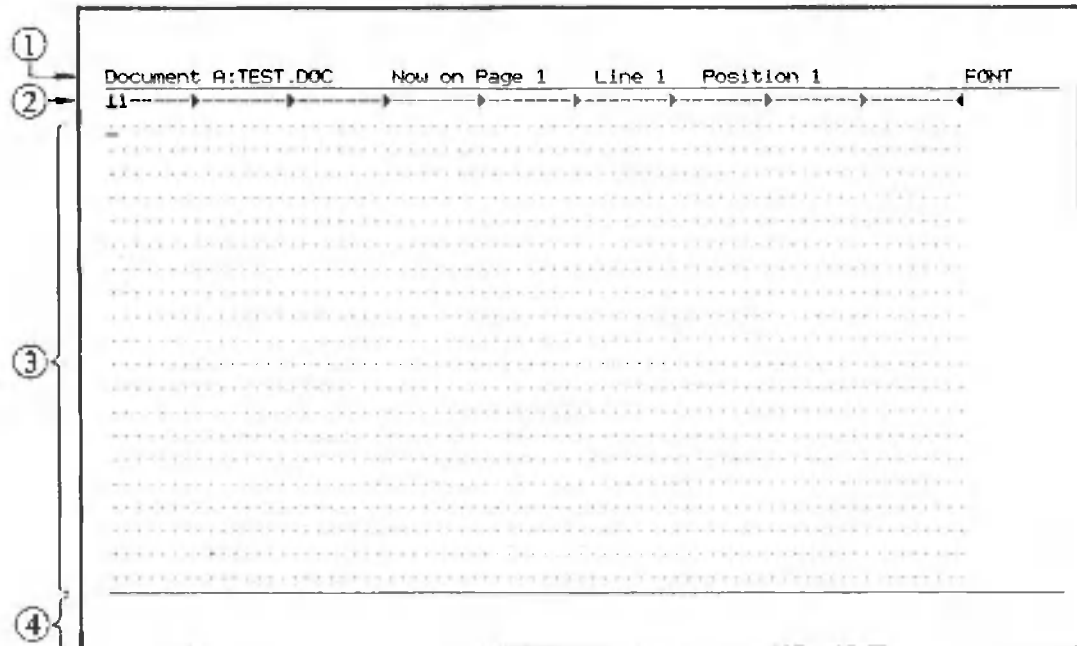 ①
Document A:TEST.DOC Now on Page 1 Line 1 Position 1 FONT
②
③
④